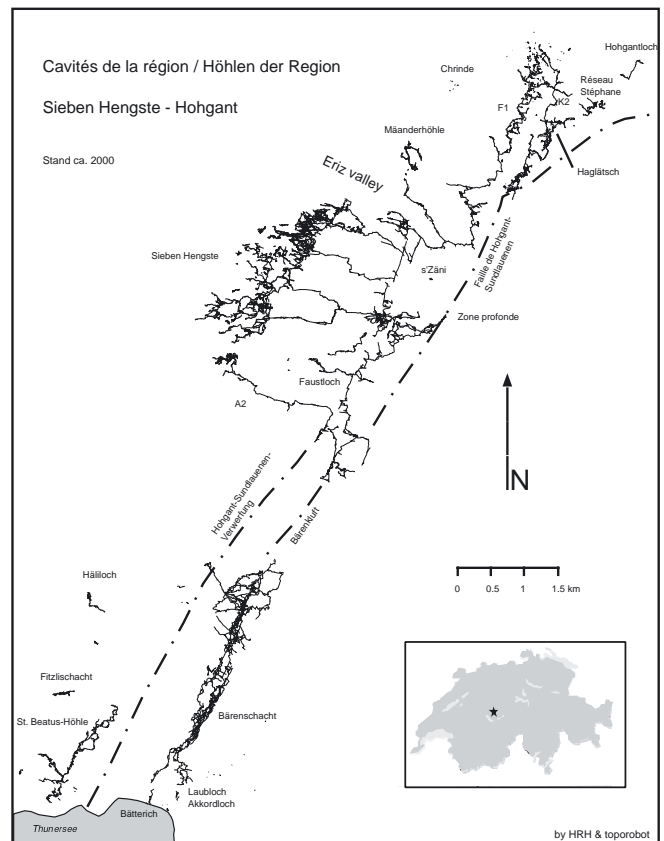 Cavités de la région / Höhlen der Region
Sieben Hengste - Hohgant
Stand ca. 2000
Hohgantloch
Chrinde
Réseau
Stéphane
F1
K2
Mäanderhöhle
Haglätsch
Eriz valley
Sieben Hengste
s'Zäni
Faille de Hohgant-
Sundlauenen
Zone profonde
Faustloch
A2
N
Hohgant-Sundlauenen-
Verwerfung
Bärenkluft
Häliloch
0 0.5 1 1.5 km
Fitzlischacht
St. Beatus-Höhle
Bärenschacht
Laubloch
Akkordloch
Bätterich
Thunersee
by HRH & toporobot